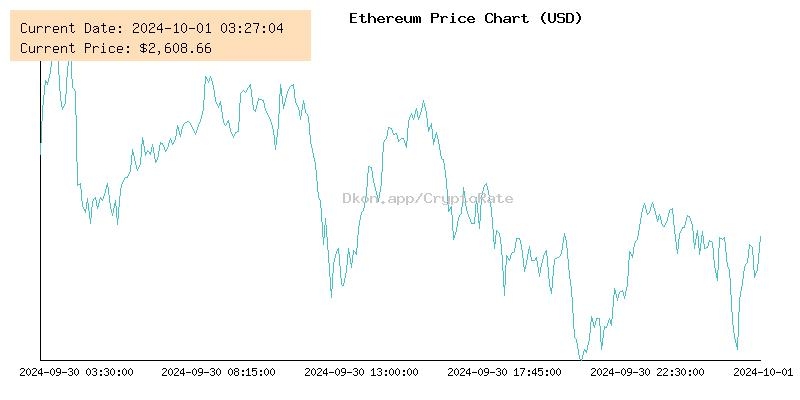 Ethereum Price Chart (USD)
Current Date: 2024-10-01 03:27:04
Current Price: $2,608.66
Dkon.app/CryptoRate
2024-09-30 03:30:00 2024-09-30 08:15:00 2024-09-30 13:00:00 2024-09-30 17:45:00 2024-09-30 22:30:00 2024-10-01